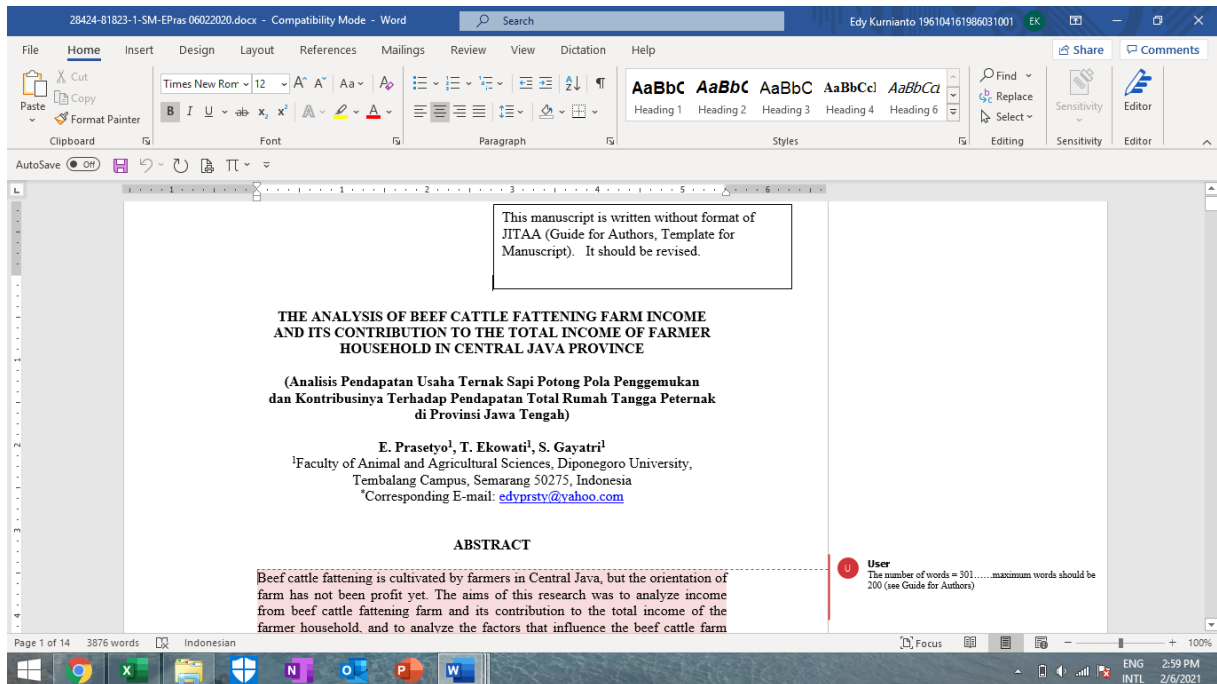 28424-81823-1-SM-EPras 06022020.docx - Compatibility Mode - Word
Search
Edy Kurnianto 196104161986031001 EK
File Home Insert Design Layout References Mailings Review View Dictation Help
Share Comments
Paste
Cut
Copy
Format Painter
Times New Rom 12
AaBbC AaBbC AaBbC AaBbCcl AaBbCcl
Heading 1 Heading 2 Heading 3 Heading 4 Heading 6
Find
Replace
Select
Sensitivity
Editor
Clipboard Font Paragraph Styles Editing Sensitivity Editor
AutoSave Off
This manuscript is written without format of
JITAA (Guide for Authors, Template for
Manuscript). It should be revised.
THE ANALYSIS OF BEEF CATTLE FATTENING FARM INCOME
AND ITS CONTRIBUTION TO THE TOTAL INCOME OF FARMER
HOUSEHOLD IN CENTRAL JAVA PROVINCE
(Analisis Pendapatan Usaha Ternak Sapi Potong Pola Penggemukan
dan Kontribusinya Terhadap Pendapatan Total Rumah Tangga Peternak
di Provinsi Jawa Tengah)
E. Prasetyo¹, T. Ekowati¹, S. Gayatri¹
¹Faculty of Animal and Agricultural Sciences, Diponegoro University,
Tembalang Campus, Semarang 50275, Indonesia
*Corresponding E-mail: edyprsty@yahoo.com
ABSTRACT
Beef cattle fattening is cultivated by farmers in Central Java, but the orientation of
farm has not been profit yet. The aims of this research was to analyze income
from beef cattle fattening farm and its contribution to the total income of the
farmer household, and to analyze the factors that influence the beef cattle farm
U User
The number of words = 301......maximum words should be
200 (see Guide for Authors)
Page 1 of 14 3876 words Indonesian
Focus 100%
ENG 2:59 PM
INTL 2/6/2021